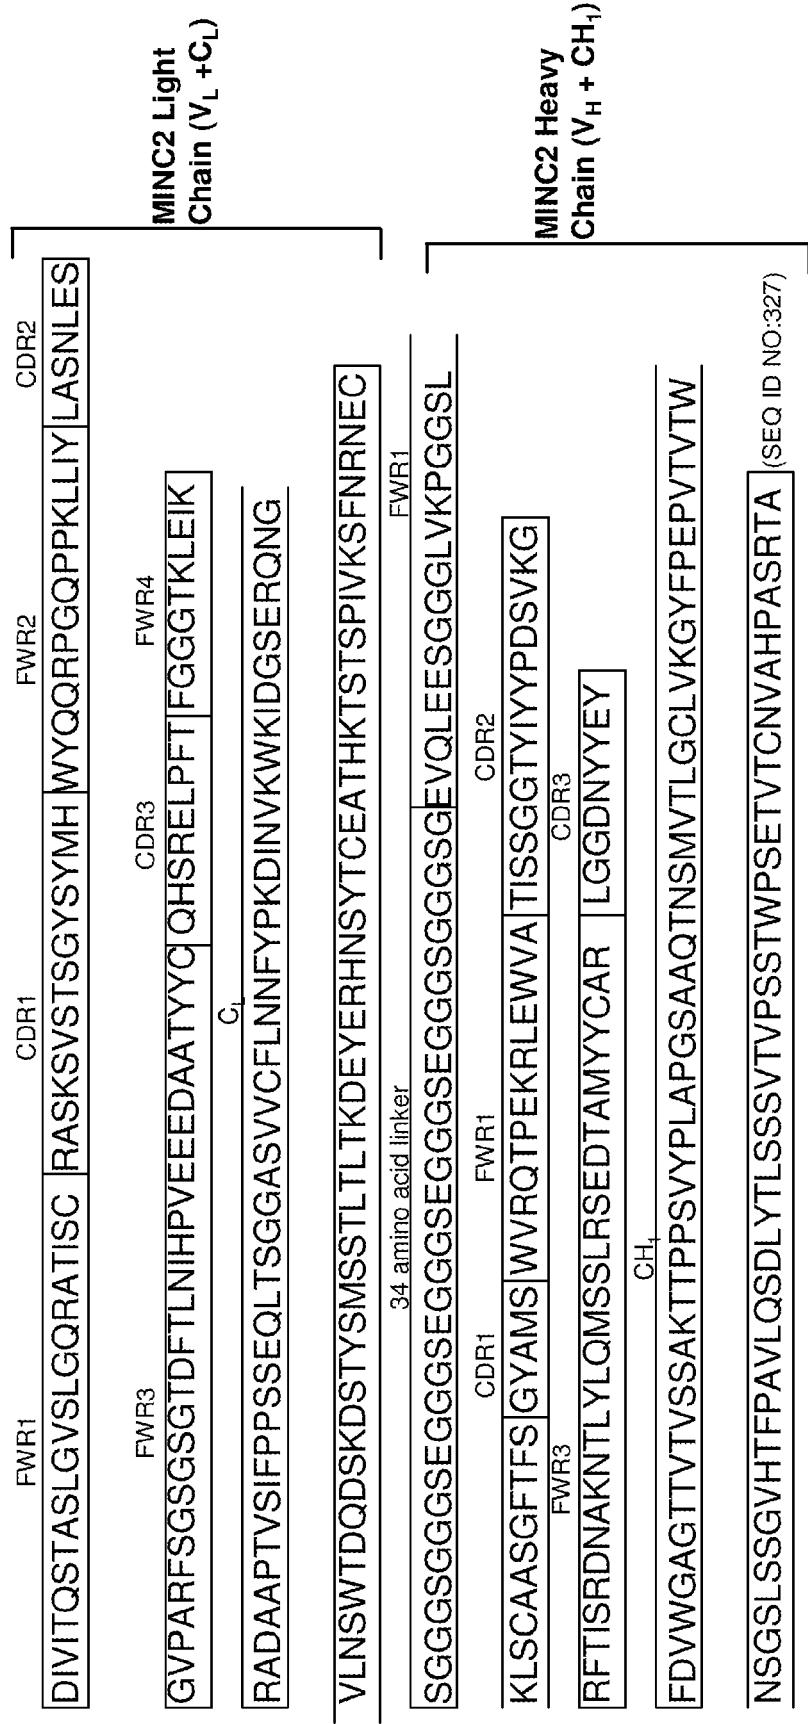 FWR1 CDR1 FWR2 CDR2
DIVITQSTASLGVSLGQRATISC RASKSVSTSGYSYMH WYQQRPGQPPKLLIY LASNLES
FWR3 CDR3 FWR4
GVPARFSGSGSGTDFTLNIHPVEEEDAATYYC QHSRELPFT FGGGTKLEIK
CL
RADAAPTVSIFPPSSEQLTSGGASVVCFLNNFYPKDINVKWKIDGSERQNG
VLNSWTDQDSKDSTYSMSSTLTLTKDEYERHNSYTCEATHKTSTSPIVKSFNRNEC
MINC2 Light
Chain (VL +CL)
34 amino acid linker FWR1
SGGGSGGGGSEGGGSEGGGSEGGGSEGGGSGGGSG EVQLEESGGGLVKPGGSL
CDR1 FWR1 CDR2
KLSCAASGFTFS GYAMS WVRQTPEKRLEWVA TISSGGTYIYYPDSVKG
FWR3 CDR3
RFTISRDNAKNTLYLQMSSLRSEDTAMYYCAR LGGDNYYEY
CH1
FDVWGAGTTVTVSSAKTTPPSVYPLAPGSAAQTNSMVTLGCLVKGYFPEPVTVTW
NSGSLSSGVHTFPAVLQSDLYTLSSSVTVPSSTWPSETVTCNVAHPASRTA (SEQ ID NO:327)
MINC2 Heavy
Chain (VH + CH1)